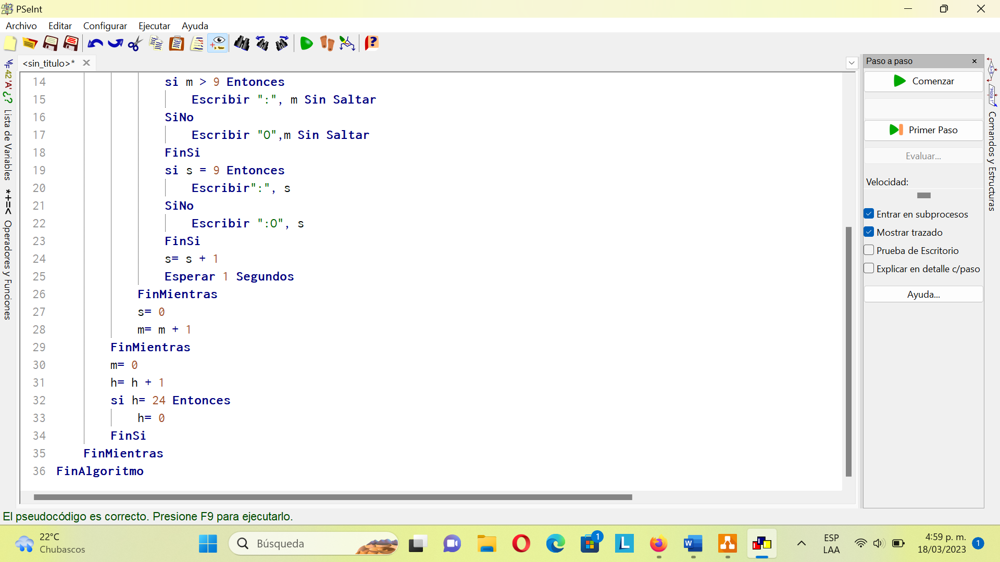 PSeInt
Archivo Editar Configurar Ejecutar Ayuda
<sin_titulo>*
14 si m > 9 Entonces
15 Escribir ":", m Sin Saltar
16 SiNo
17 Escribir "O",m Sin Saltar
18 FinSi
19 si s = 9 Entonces
20 Escribir":", s
21 SiNo
22 Escribir ":O", s
23 FinSi
24 s= s + 1
25 Esperar 1 Segundos
26 FinMientras
27 s= 0
28 m= m + 1
29 FinMientras
30 m= 0
31 h= h + 1
32 si h= 24 Entonces
33 h= 0
34 FinSi
35 FinMientras
36 FinAlgoritmo
Lista de Variables
*+=<
Operadores y Funciones
Paso a paso
Comenzar
Primer Paso
Evaluar...
Velocidad:
Entrar en subprocesos
Mostrar trazado
Prueba de Escritorio
Explicar en detalle c/paso
Ayuda...
Comandos y Estructuras
El pseudocódigo es correcto. Presione F9 para ejecutarlo.
22°C
Chubascos
Búsqueda
1
ESP
LAA
4:59 p. m.
18/03/2023
1